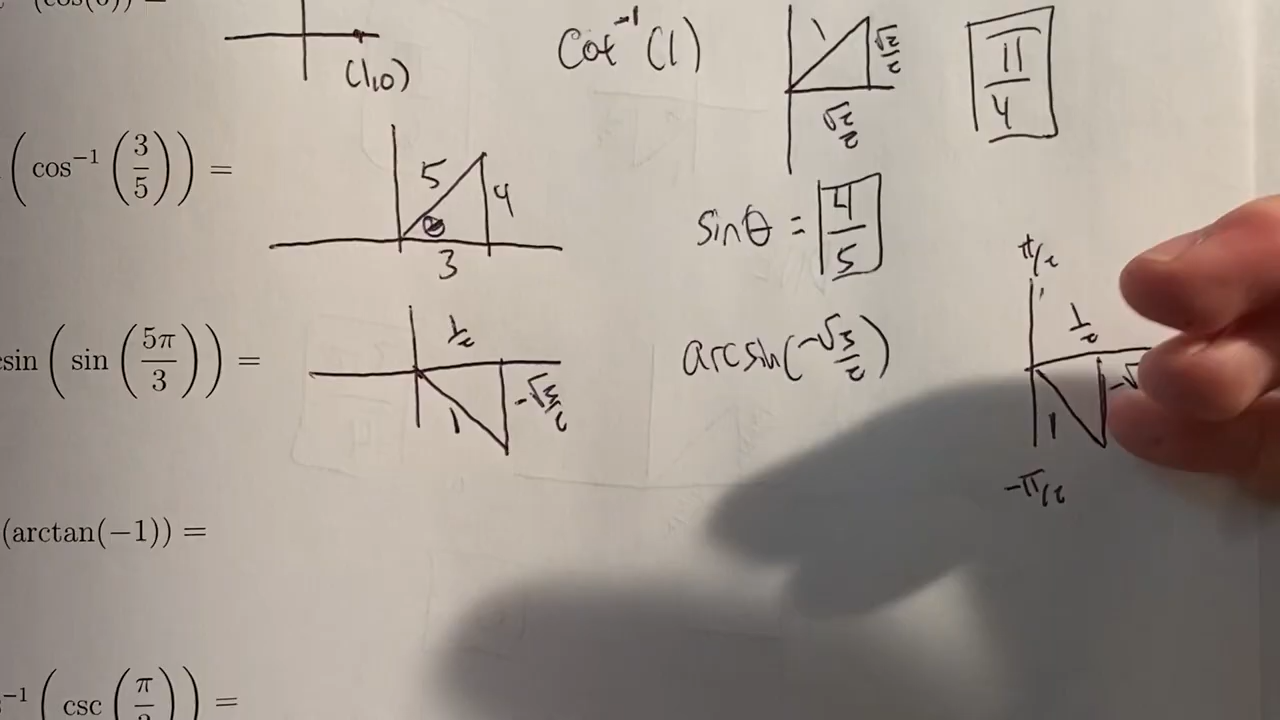 (cos(0)) =
(1,0)
Cot⁻¹(1)
1
√2/2
√2/2
π/4
(cos⁻¹(3/5)) =
5
4
θ
3
sinθ = 4/5
sin(sin(5π/3)) =
1/2
1
-√3/2
arcsin(-√3/2)
π/2
1/2
1
-√
-π/2
(arctan(-1)) =
⁻¹(csc(π/
)) =